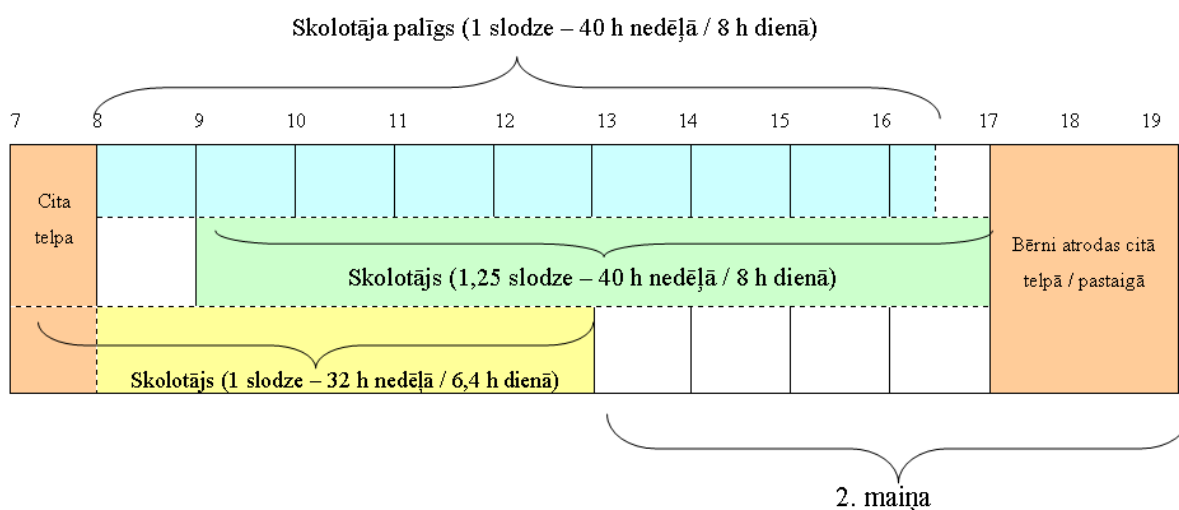 Skolotāja palīgs (1 slodze – 40 h nedēļā / 8 h dienā)
7 8 9 10 11 12 13 14 15 16 17 18 19
Cita
telpa
Bērni atrodas citā
telpā / pastaigā
Skolotājs (1,25 slodze – 40 h nedēļā / 8 h dienā)
Skolotājs (1 slodze – 32 h nedēļā / 6,4 h dienā)
2. maiņa